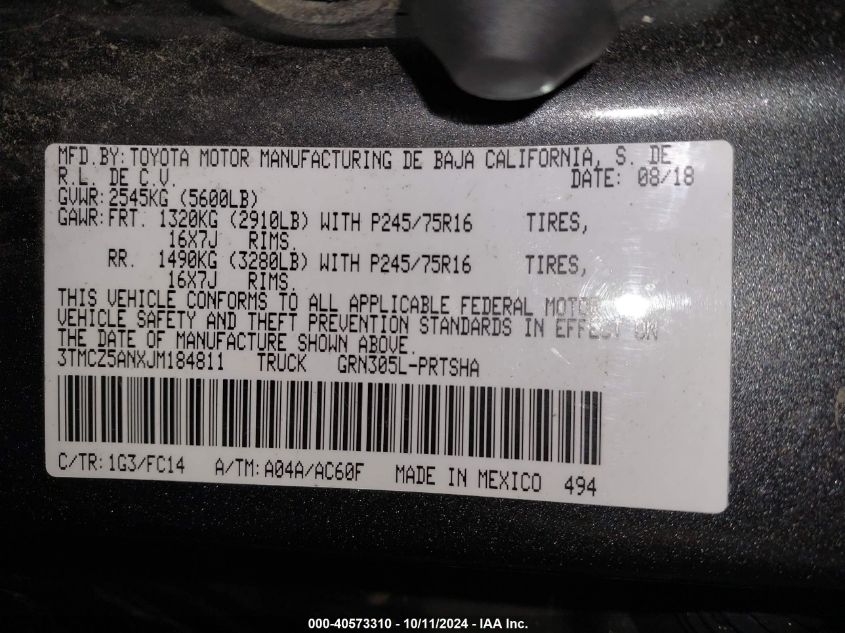 MFD.BY:TOYOTA MOTOR MANUFACTURING DE BAJA CALIFORNIA, S. DE
R.L. DE C.V. DATE: 08/18
GVWR:2545KG (5600LB)
GAWR:FRT. 1320KG (2910LB) WITH P245/75R16 TIRES,
16X7J RIMS.
RR. 1490KG (3280LB) WITH P245/75R16 TIRES,
16X7J RIMS.
THIS VEHICLE CONFORMS TO ALL APPLICABLE FEDERAL MOTOR
VEHICLE SAFETY AND THEFT PREVENTION STANDARDS IN EFFECT ON
THE DATE OF MANUFACTURE SHOWN ABOVE.
3TMCZ5ANXJM184811 TRUCK GRN305L-PRTSHA
C/TR:1G3/FC14 A/TM:A04A/AC60F MADE IN MEXICO 494
000-40573310 - 10/11/2024 - IAA Inc.